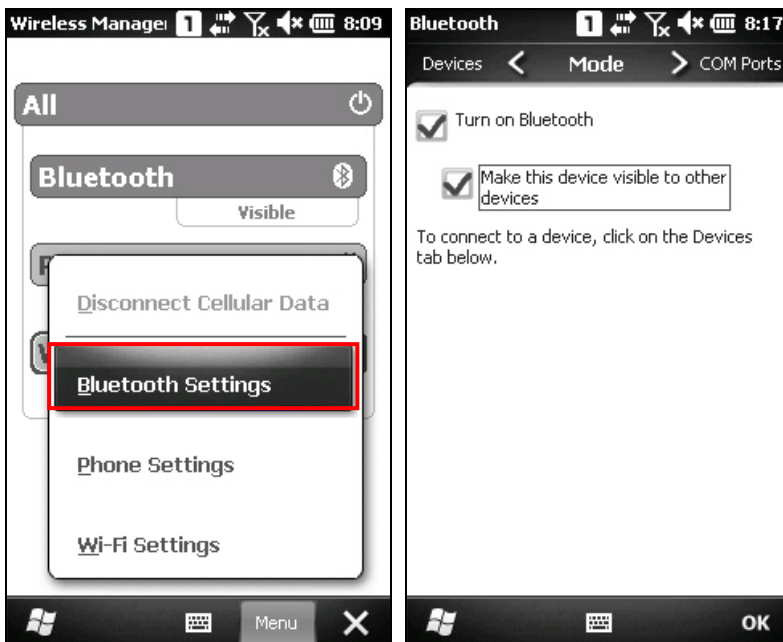 Wireless Manager 1 8:09
All
Bluetooth
Visible
P
W
Disconnect Cellular Data
Bluetooth Settings
Phone Settings
Wi-Fi Settings
Menu
Bluetooth 1 8:17
Devices Mode COM Ports
Turn on Bluetooth
Make this device visible to other
devices
To connect to a device, click on the Devices
tab below.
OK